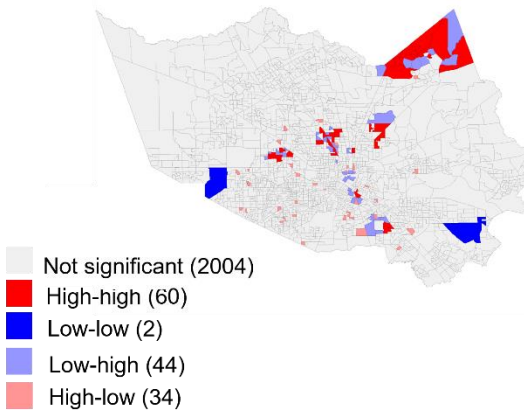 Not significant (2004)
High-high (60)
Low-low (2)
Low-high (44)
High-low (34)